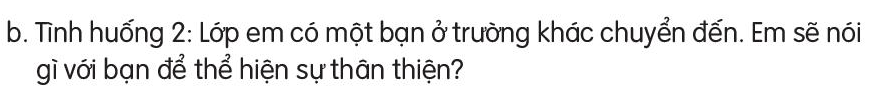 b. Tình huống 2: Lớp em có một bạn ở trường khác chuyển đến. Em sẽ nói
gì với bạn để thể hiện sự thân thiện?